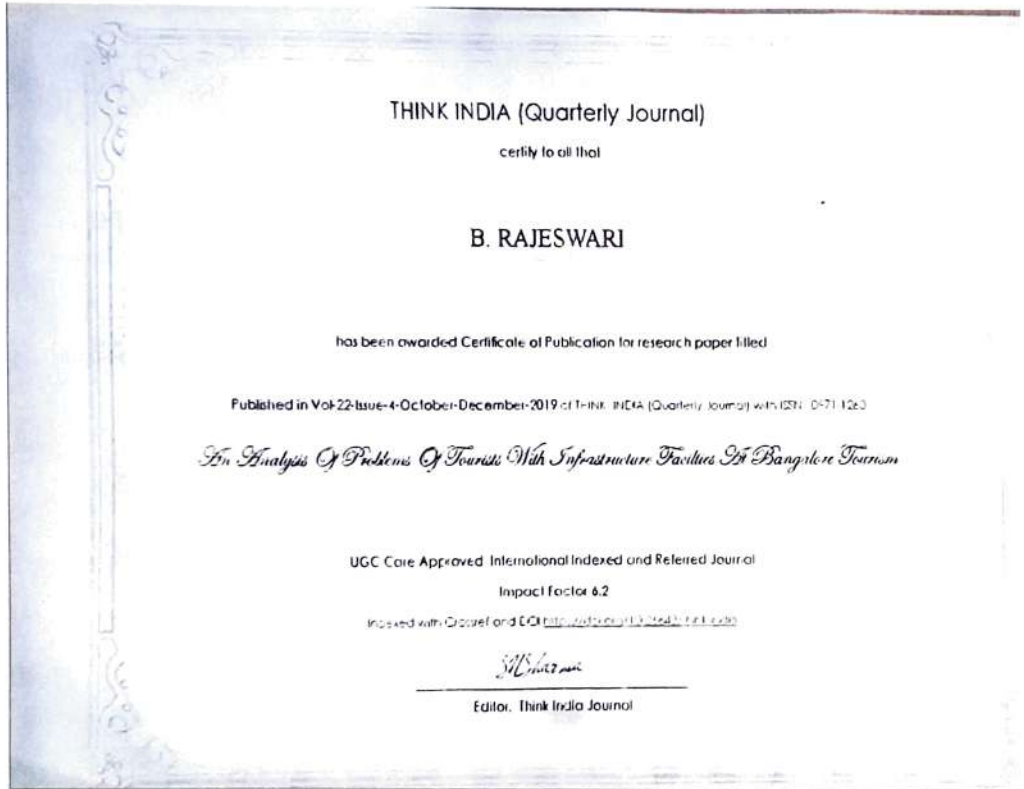 THINK INDIA (Quarterly Journal)
certify to all that
B. RAJESWARI
has been awarded Certificate of Publication for research paper titled
Published in Vol-22-Issue-4-October-December-2019 of THINK INDIA (Quarterly Journal) with ISSN: 0971-1260
An Analysis Of Problems Of Tourists With Infrastructure Facilities At Bangalore Tourism
UGC Care Approved International Indexed and Referred Journal
Impact Factor 6.2
Indexed with Crossref and DOI
Editor, Think India Journal